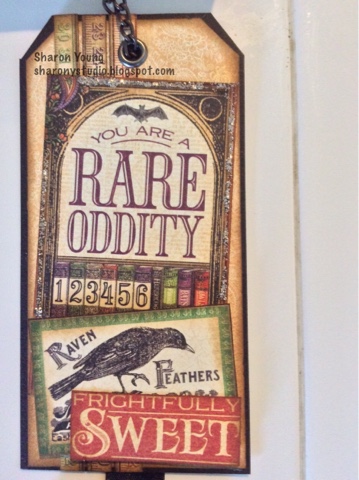 Sharon Young
sharonystudio.blogspot.com
YOU ARE A
RARE
ODDITY
123456
RAVEN
FEATHERS
FRIGHTFULLY
SWEET